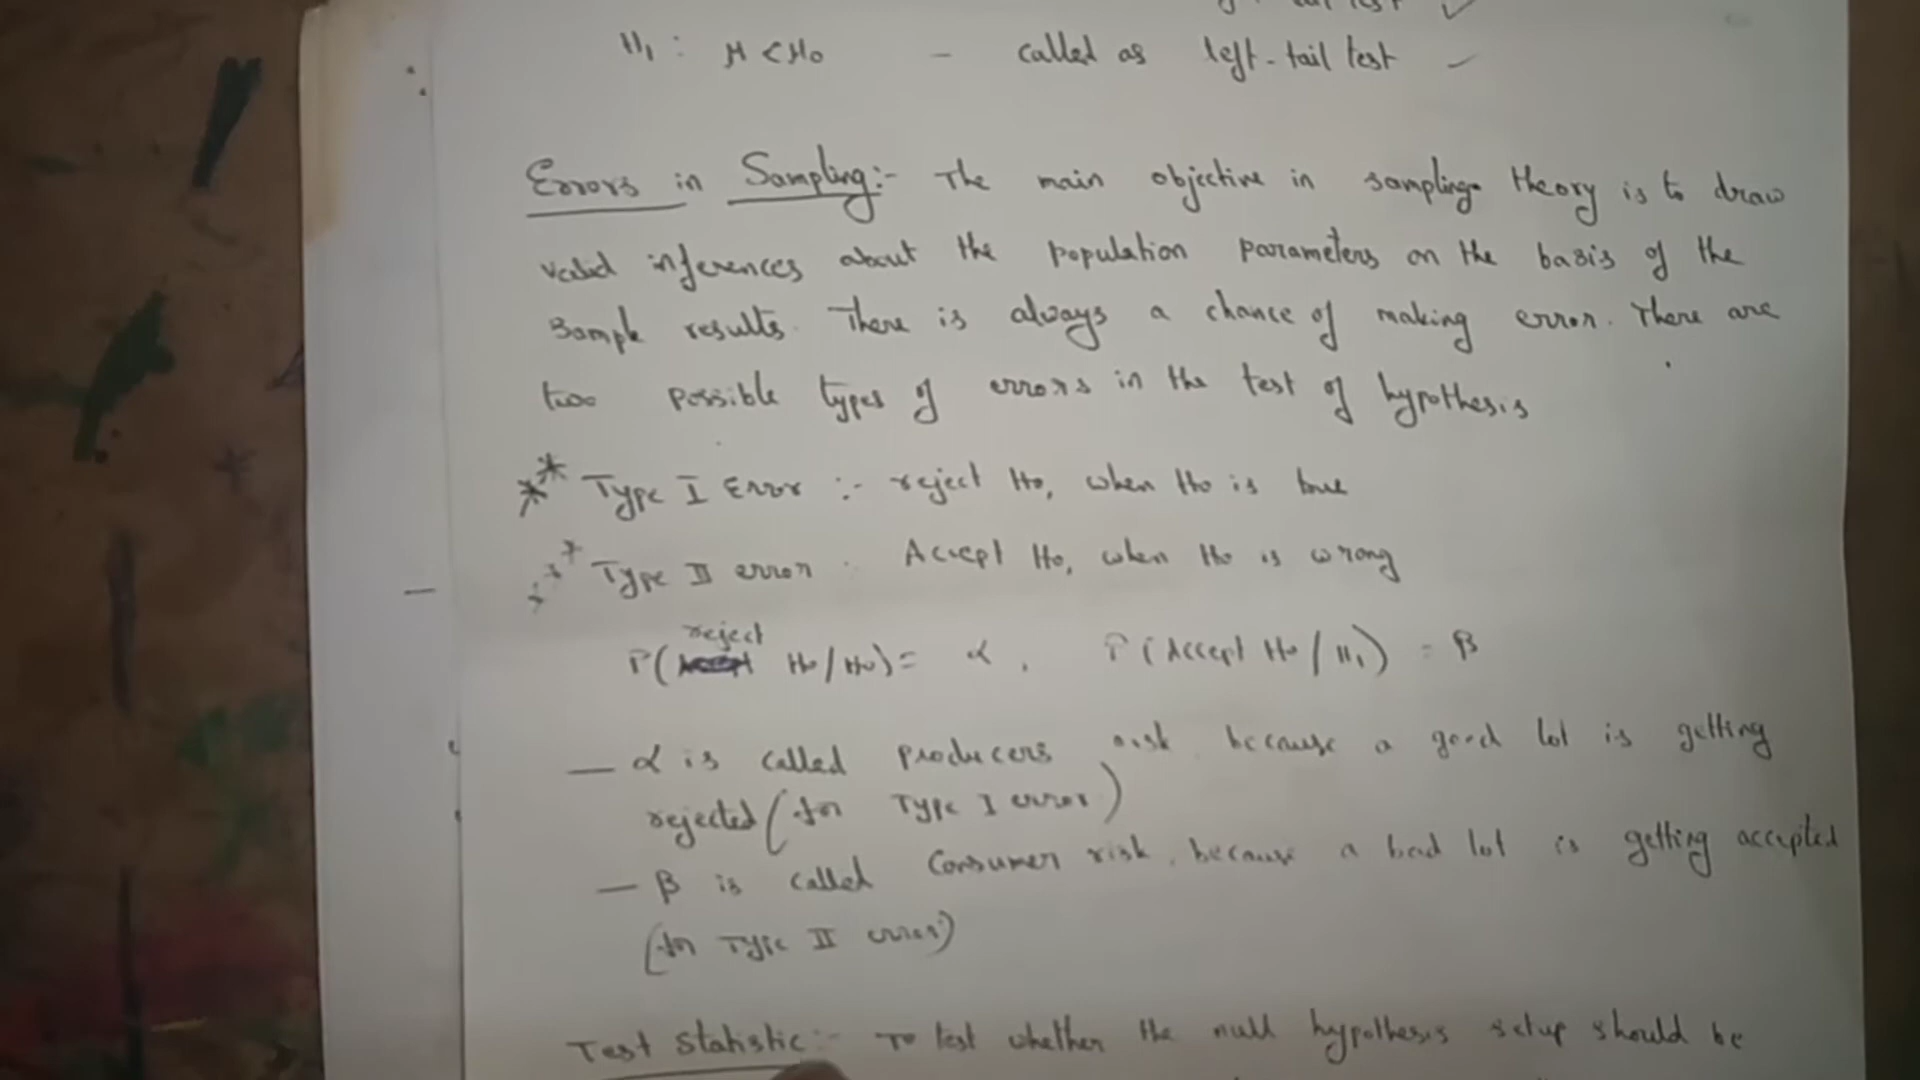 tail test ✓
H₁ : μ < μ₀ - called as left-tail test -
Errors in Sampling:- The main objective in sampling theory is to draw
valid inferences about the population parameters on the basis of the
sample results. There is always a chance of making error. There are
two possible types of errors in the test of hypothesis
** Type I Error :- reject H₀, when H₀ is true
** Type II error : Accept H₀, when H₀ is wrong
reject
P( H₀/H₀) = α, P(Accept H₀/H₁) = β
— α is called producers risk because a good lot is getting
rejected (for Type I error)
— β is called Consumer risk, because a bad lot is getting accepted
(for Type II error)
Test Statistic:- To test whether the null hypothesis setup should be